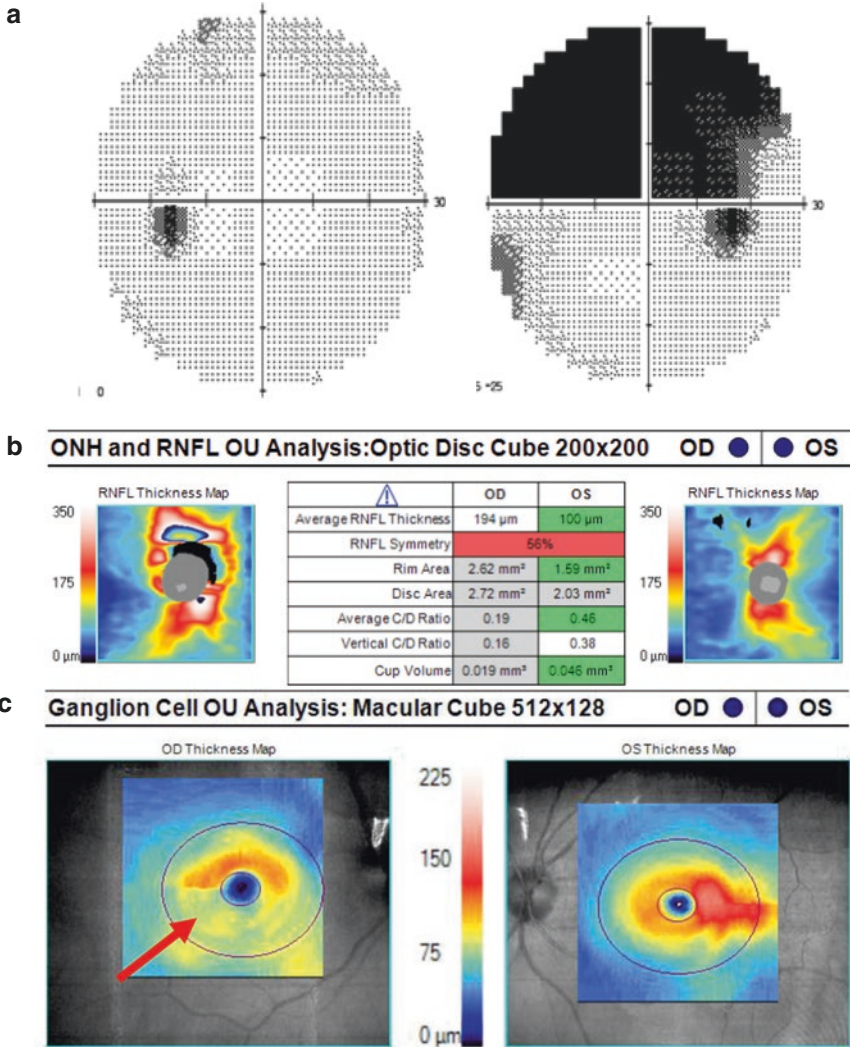 a
30
30
0
5 -25
b
ONH and RNFL OU Analysis:Optic Disc Cube 200x200 OD OS
RNFL Thickness Map
350
175
0 µm
OD OS
Average RNFL Thickness 194 µm 100 µm
RNFL Symmetry 56%
Rim Area 2.62 mm² 1.59 mm²
Disc Area 2.72 mm² 2.03 mm²
Average C/D Ratio 0.19 0.46
Vertical C/D Ratio 0.16 0.38
Cup Volume 0.019 mm³ 0.046 mm³
RNFL Thickness Map
350
175
0 µm
c
Ganglion Cell OU Analysis: Macular Cube 512x128 OD OS
OD Thickness Map
225
150
75
0 µm
OS Thickness Map